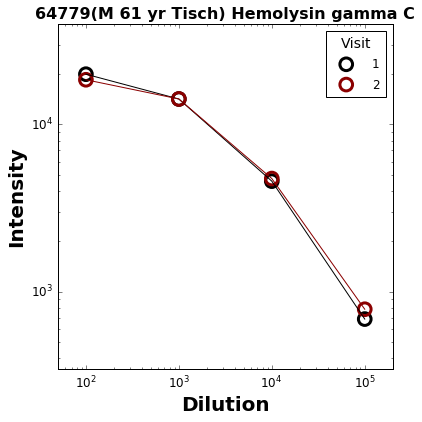 64779(M 61 yr Tisch) Hemolysin gamma C
Visit
1
2
10⁴
10³
Intensity
10² 10³ 10⁴ 10⁵
Dilution